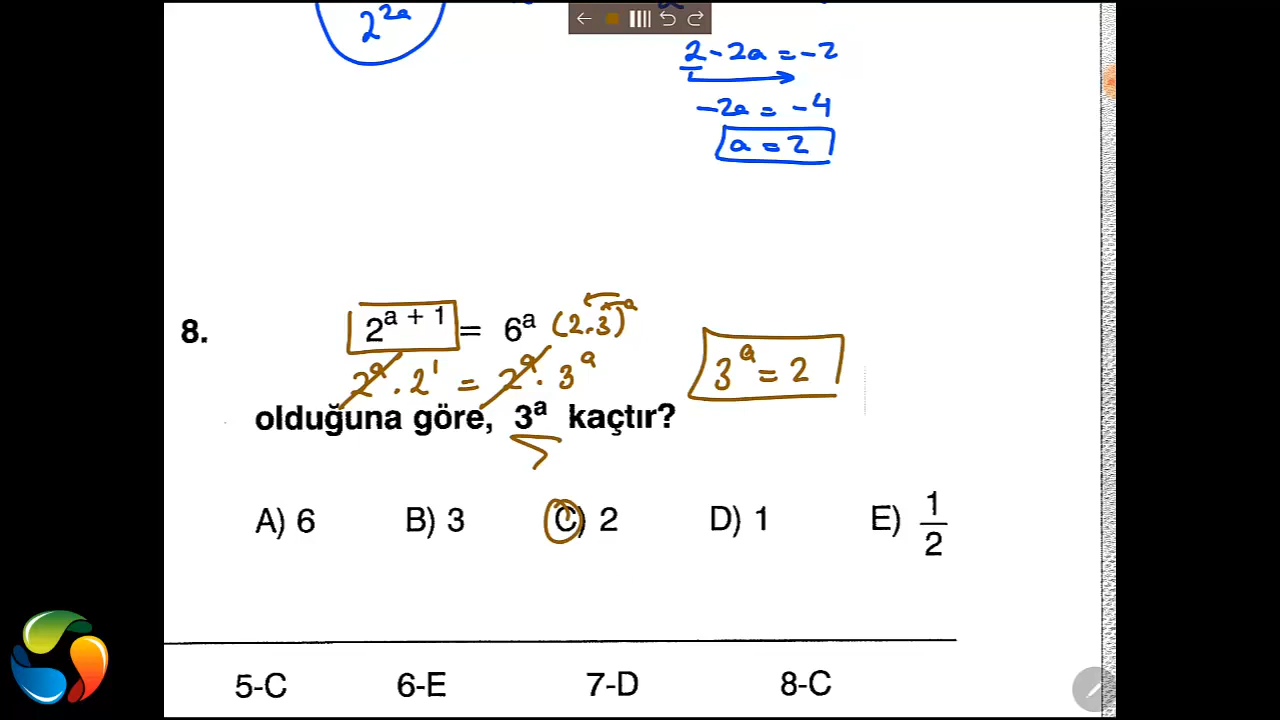 2^{2a}
2 - 2a = -2
-2a = -4
a = 2
8. 2^{a + 1} = 6^a (2.3)^a
2^a . 2^1 = 2^a . 3^a
3^a = 2
olduğuna göre, 3^a kaçtır?
A) 6 B) 3 C) 2 D) 1 E) 1/2
5-C 6-E 7-D 8-C